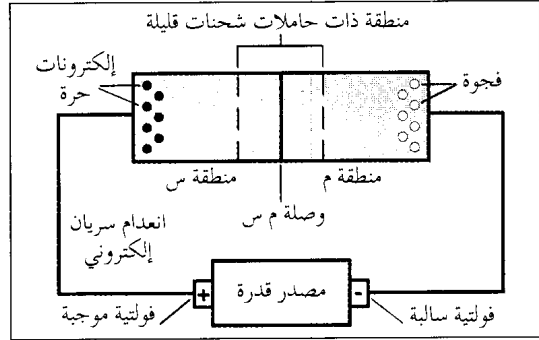 منطقة ذات حاملات شحنات قليلة
فجوة
إلكترونات
حرة
منطقة م
منطقة س
وصلة م س
انعدام سريان
إلكتروني
مصدر قدرة
-
+
فولتية سالبة
فولتية موجبة